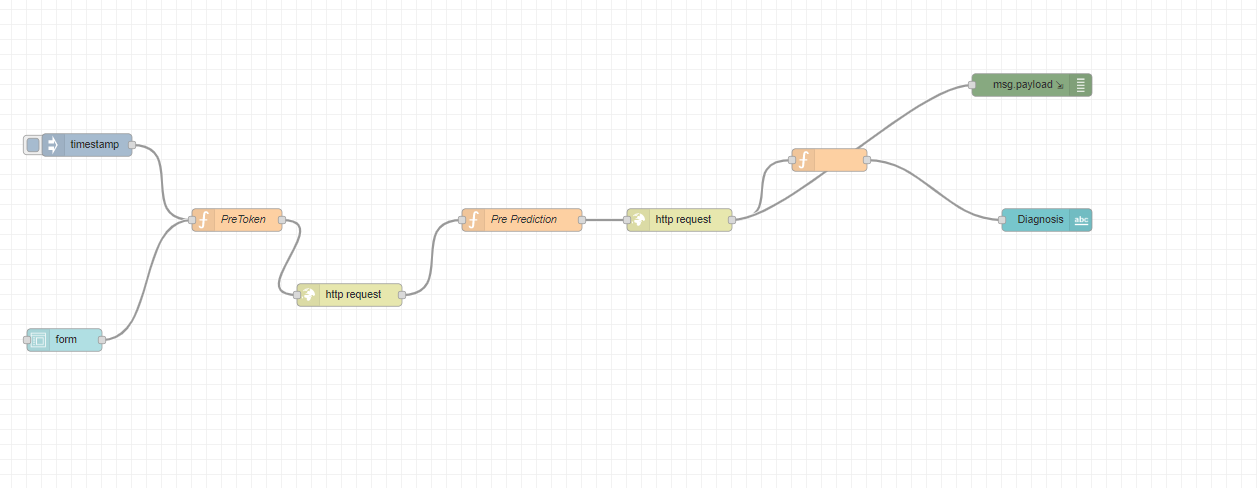 msg.payload
timestamp
PreToken
Pre Prediction
http request
Diagnosis
abc
http request
form